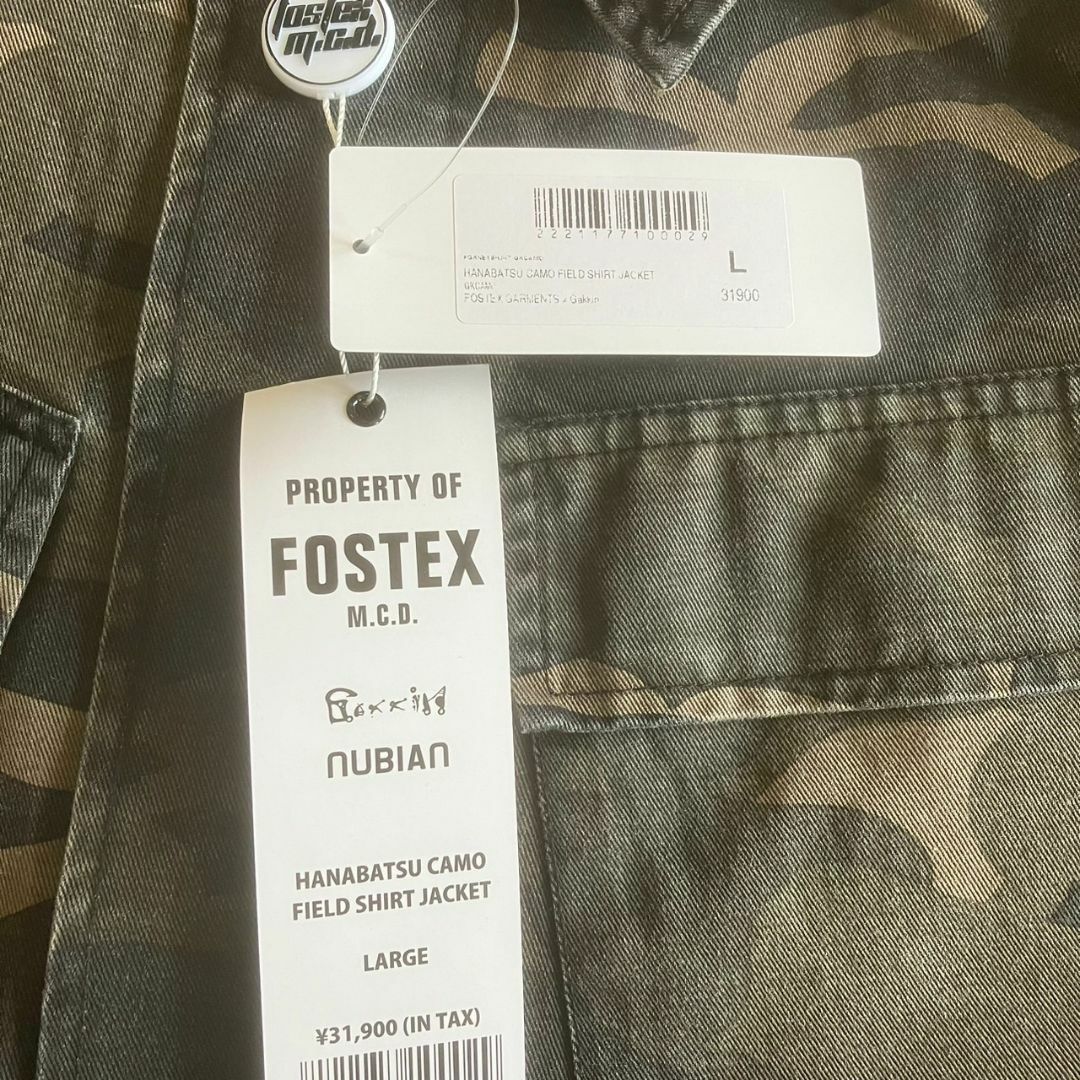 fostex
m.c.d.
2221177100029
HANABATSU CAMO FIELD SHIRT JACKET
L
FOSTEX GARMENTS x Gakkin
31900
PROPERTY OF
FOSTEX
M.C.D.
Gakkin
NUBIAN
HANABATSU CAMO
FIELD SHIRT JACKET
LARGE
¥31,900 (IN TAX)